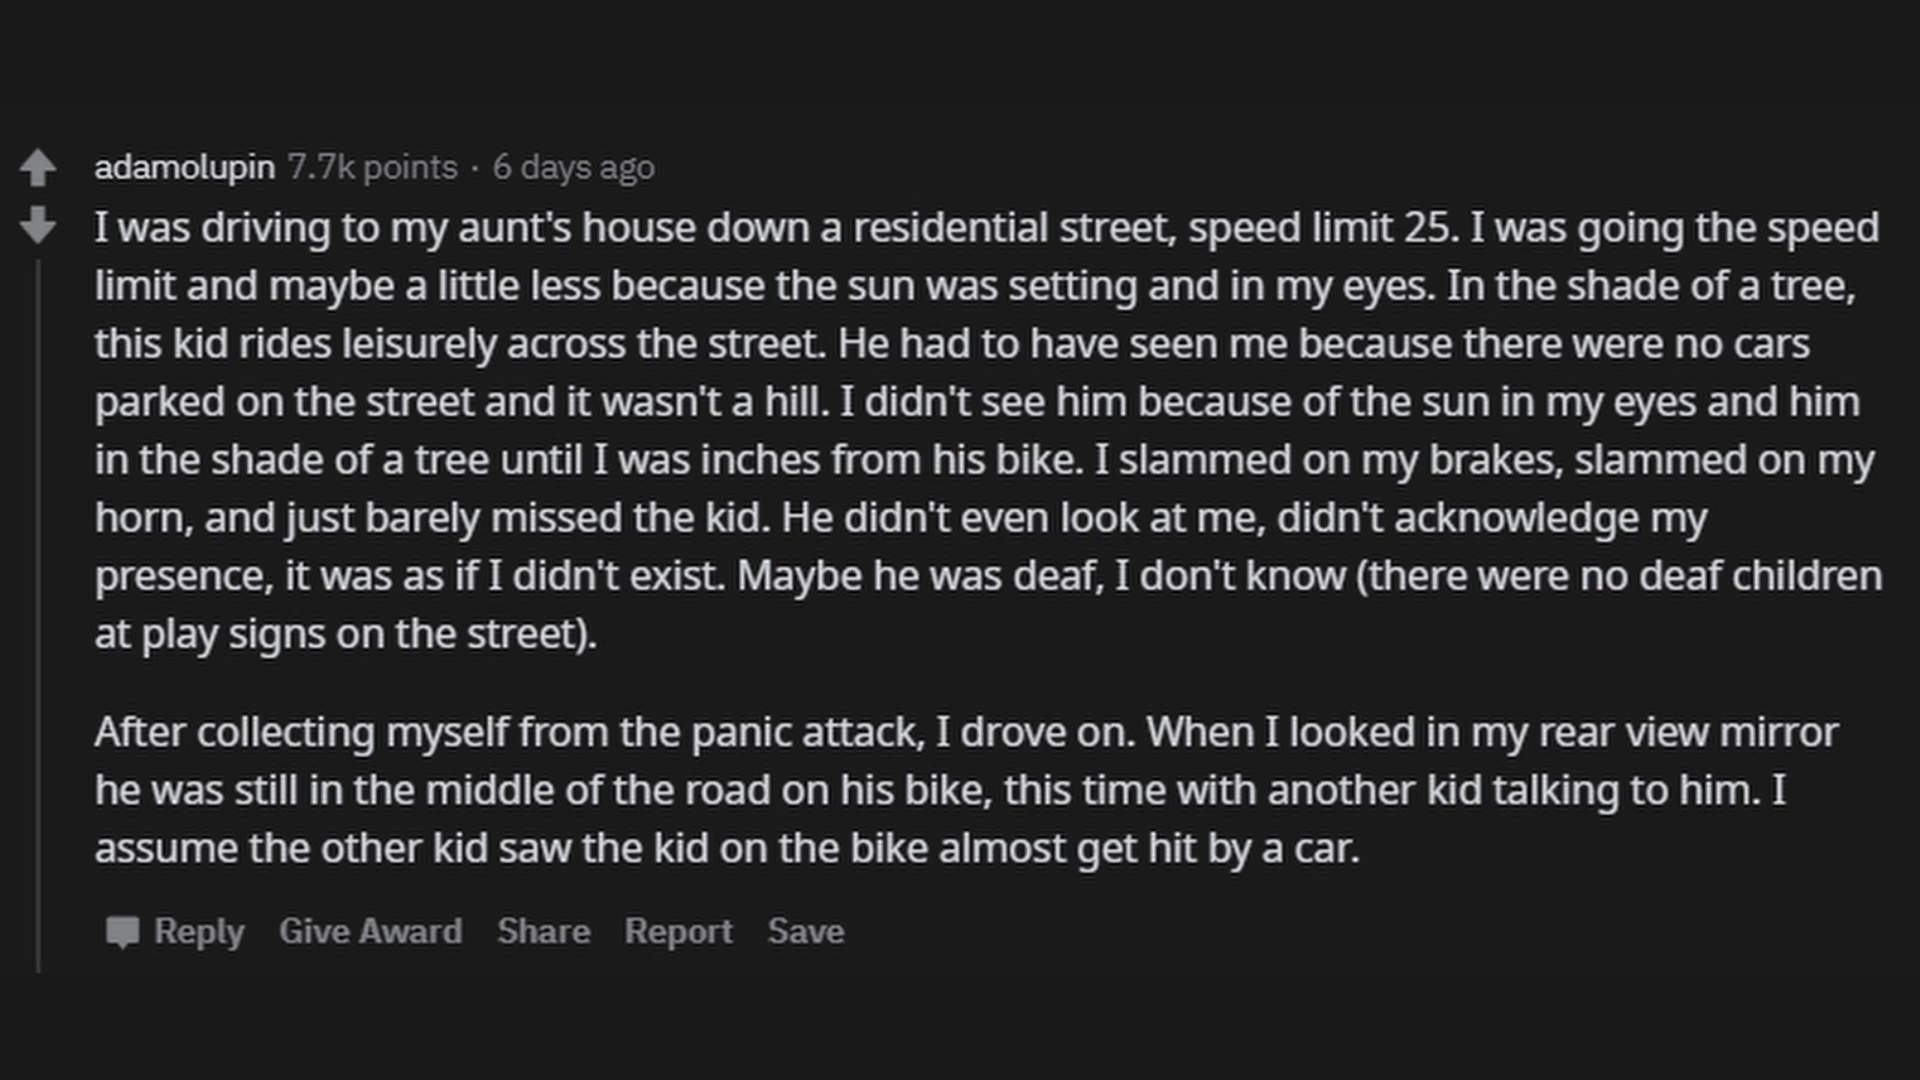 adamolupin 7.7k points · 6 days ago
I was driving to my aunt's house down a residential street, speed limit 25. I was going the speed
limit and maybe a little less because the sun was setting and in my eyes. In the shade of a tree,
this kid rides leisurely across the street. He had to have seen me because there were no cars
parked on the street and it wasn't a hill. I didn't see him because of the sun in my eyes and him
in the shade of a tree until I was inches from his bike. I slammed on my brakes, slammed on my
horn, and just barely missed the kid. He didn't even look at me, didn't acknowledge my
presence, it was as if I didn't exist. Maybe he was deaf, I don't know (there were no deaf children
at play signs on the street).
After collecting myself from the panic attack, I drove on. When I looked in my rear view mirror
he was still in the middle of the road on his bike, this time with another kid talking to him. I
assume the other kid saw the kid on the bike almost get hit by a car.
Reply Give Award Share Report Save